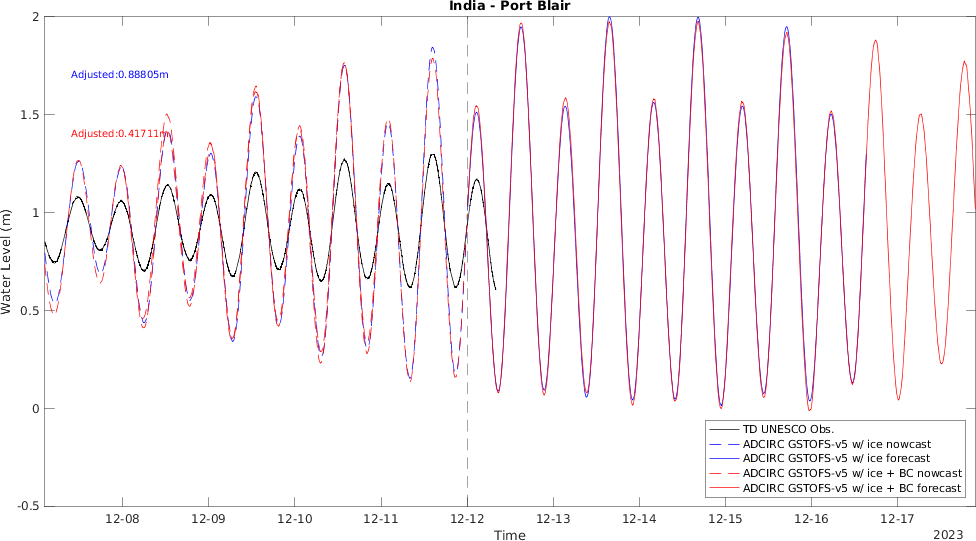 India - Port Blair
Adjusted:0.88805m
Adjusted:0.41711m
Water Level (m)
2
1.5
1
0.5
0
-0.5
TD UNESCO Obs.
ADCIRC GSTOFS-v5 w/ ice nowcast
ADCIRC GSTOFS-v5 w/ ice forecast
ADCIRC GSTOFS-v5 w/ ice + BC nowcast
ADCIRC GSTOFS-v5 w/ ice + BC forecast
12-08 12-09 12-10 12-11 12-12 12-13 12-14 12-15 12-16 12-17
Time
2023